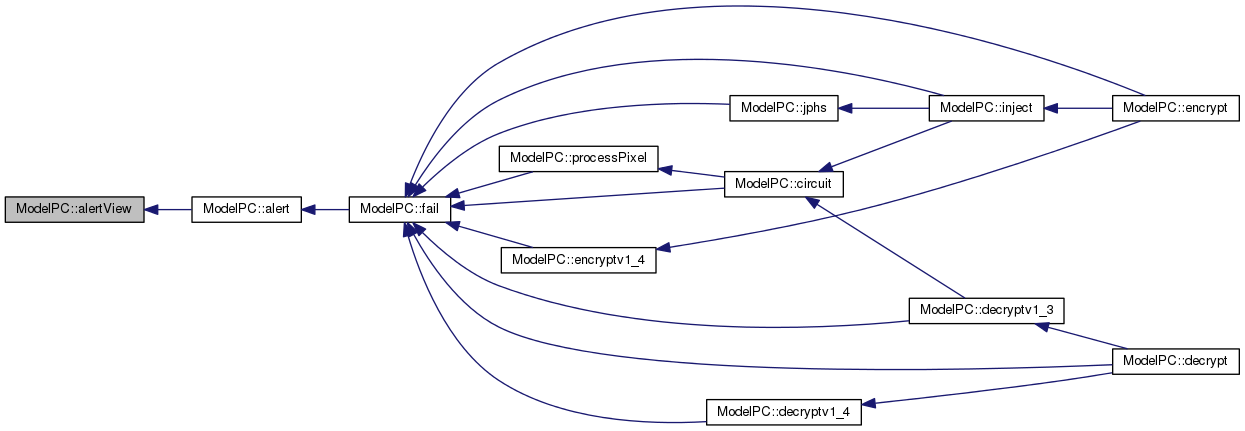 ModelPC::alertView
ModelPC::alert
ModelPC::fail
ModelPC::processPixel
ModelPC::encryptv1_4
ModelPC::jphs
ModelPC::circuit
ModelPC::decryptv1_4
ModelPC::inject
ModelPC::decryptv1_3
ModelPC::encrypt
ModelPC::decrypt